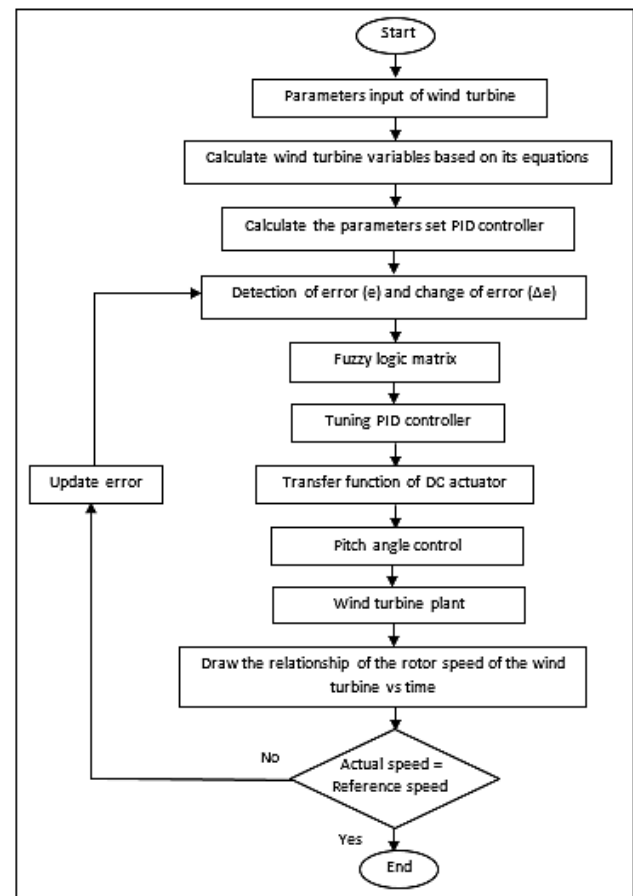 Start
Parameters input of wind turbine
Calculate wind turbine variables based on its equations
Calculate the parameters set PID controller
Detection of error (e) and change of error (Δe)
Fuzzy logic matrix
Tuning PID controller
Update error
Transfer function of DC actuator
Pitch angle control
Wind turbine plant
Draw the relationship of the rotor speed of the wind
turbine vs time
No
Actual speed =
Reference speed
Yes
End